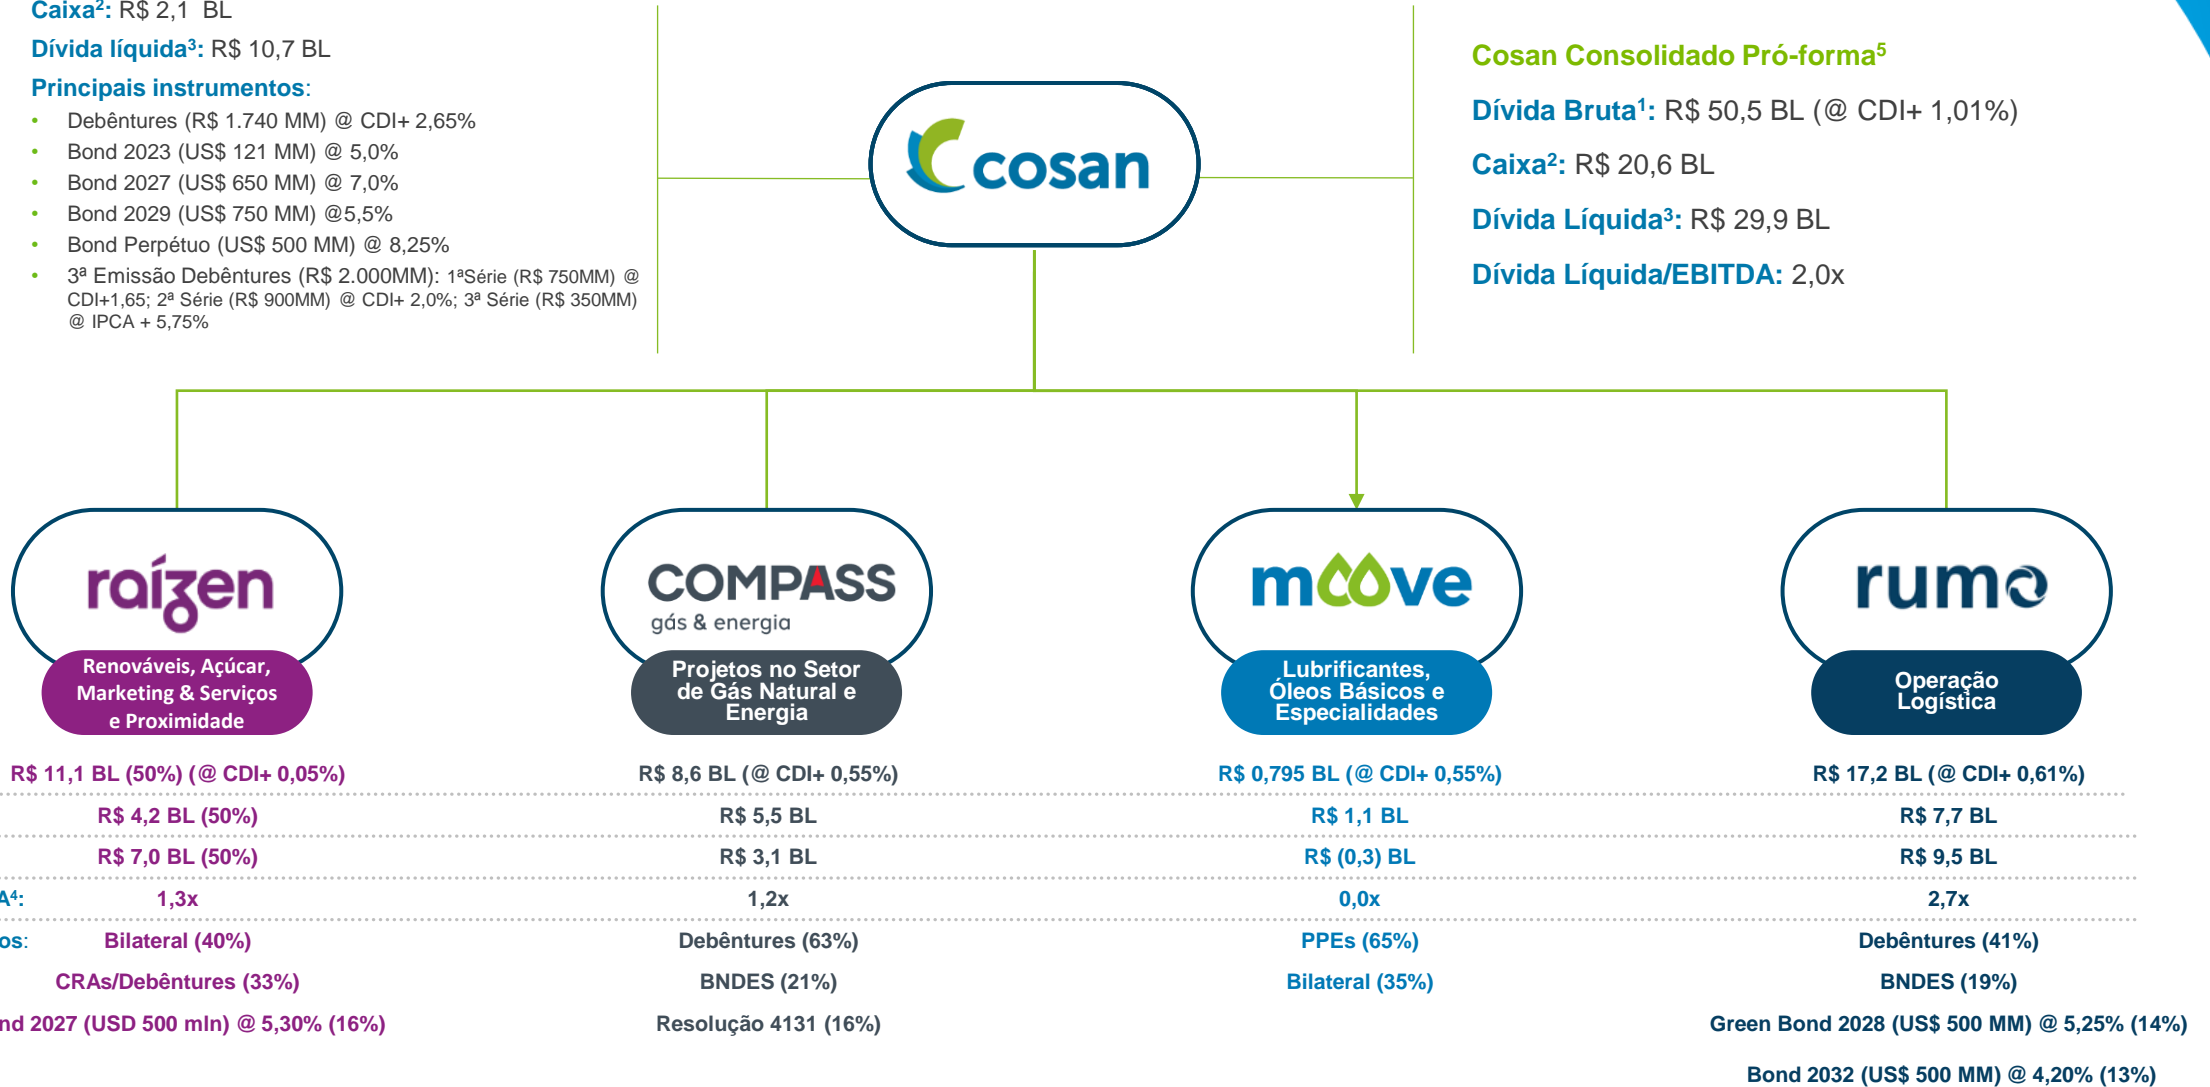 Caixa²: R$ 2,1 BL
Dívida líquida³: R$ 10,7 BL
Principais instrumentos:
• Debêntures (R$ 1.740 MM) @ CDI+ 2,65%
• Bond 2023 (US$ 121 MM) @ 5,0%
• Bond 2027 (US$ 650 MM) @ 7,0%
• Bond 2029 (US$ 750 MM) @5,5%
• Bond Perpétuo (US$ 500 MM) @ 8,25%
• 3ª Emissão Debêntures (R$ 2.000MM): 1ªSérie (R$ 750MM) @
CDI+1,65; 2ª Série (R$ 900MM) @ CDI+ 2,0%; 3ª Série (R$ 350MM)
@ IPCA + 5,75%
cosan
Cosan Consolidado Pró-forma⁵
Dívida Bruta¹: R$ 50,5 BL (@ CDI+ 1,01%)
Caixa²: R$ 20,6 BL
Dívida Líquida³: R$ 29,9 BL
Dívida Líquida/EBITDA: 2,0x
raízen
Renováveis, Açúcar,
Marketing & Serviços
e Proximidade
COMPASS
gás & energia
Projetos no Setor
de Gás Natural e
Energia
moove
Lubrificantes,
Óleos Básicos e
Especialidades
rumo
Operação
Logística
R$ 11,1 BL (50%) (@ CDI+ 0,05%) R$ 8,6 BL (@ CDI+ 0,55%) R$ 0,795 BL (@ CDI+ 0,55%) R$ 17,2 BL (@ CDI+ 0,61%)
R$ 4,2 BL (50%) R$ 5,5 BL R$ 1,1 BL R$ 7,7 BL
R$ 7,0 BL (50%) R$ 3,1 BL R$ (0,3) BL R$ 9,5 BL
A⁴: 1,3x 1,2x 0,0x 2,7x
os: Bilateral (40%) Debêntures (63%) PPEs (65%) Debêntures (41%)
CRAs/Debêntures (33%) BNDES (21%) Bilateral (35%) BNDES (19%)
nd 2027 (USD 500 mln) @ 5,30% (16%) Resolução 4131 (16%) Green Bond 2028 (US$ 500 MM) @ 5,25% (14%)
Bond 2032 (US$ 500 MM) @ 4,20% (13%)